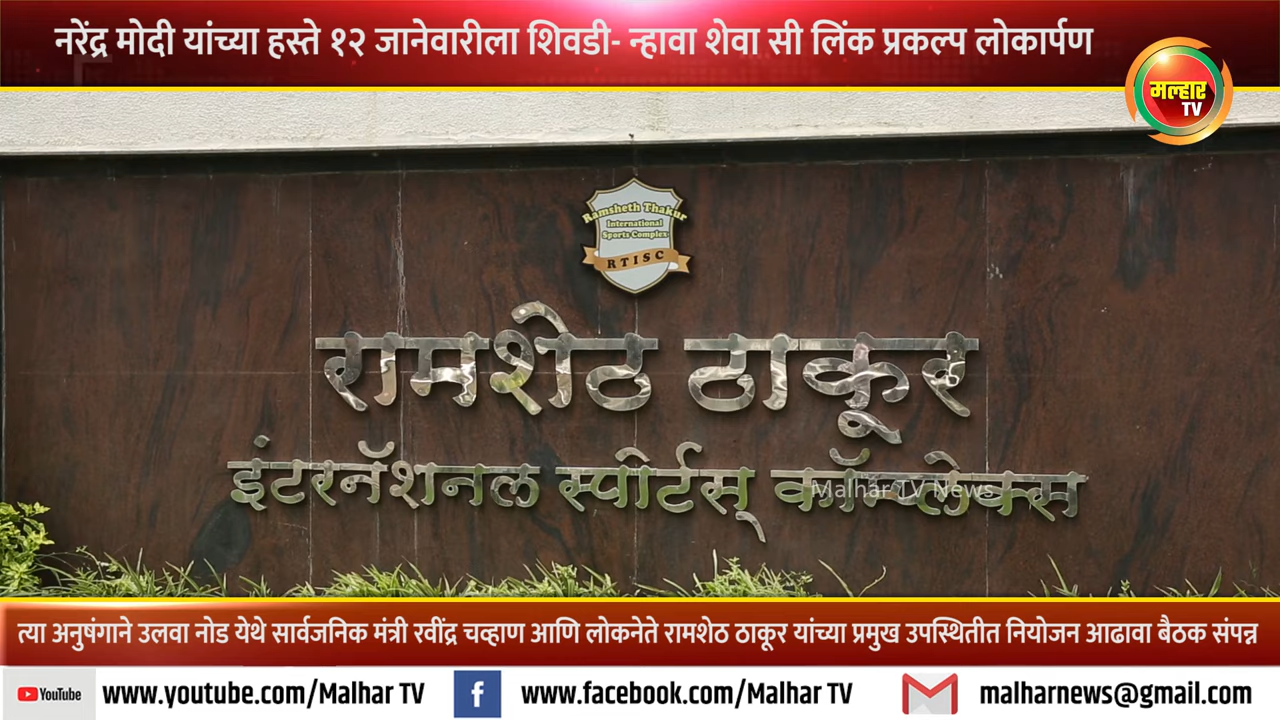 नरेंद्र मोदी यांच्या हस्ते १२ जानेवारीला शिवडी- न्हावा शेवा सी लिंक प्रकल्प लोकार्पण
मल्हार
TV
Ramsheth Thakur
International
Sports Complex
RTISC
रामशेठ ठाकूर
इंटरनॅशनल स्पोर्टस् कॉम्प्लेक्स
Malhar TV News
त्या अनुषंगाने उलवा नोड येथे सार्वजनिक मंत्री रवींद्र चव्हाण आणि लोकनेते रामशेठ ठाकूर यांच्या प्रमुख उपस्थितीत नियोजन आढावा बैठक संपन्न
YouTube www.youtube.com/Malhar TV f www.facebook.com/Malhar TV malharnews@gmail.com